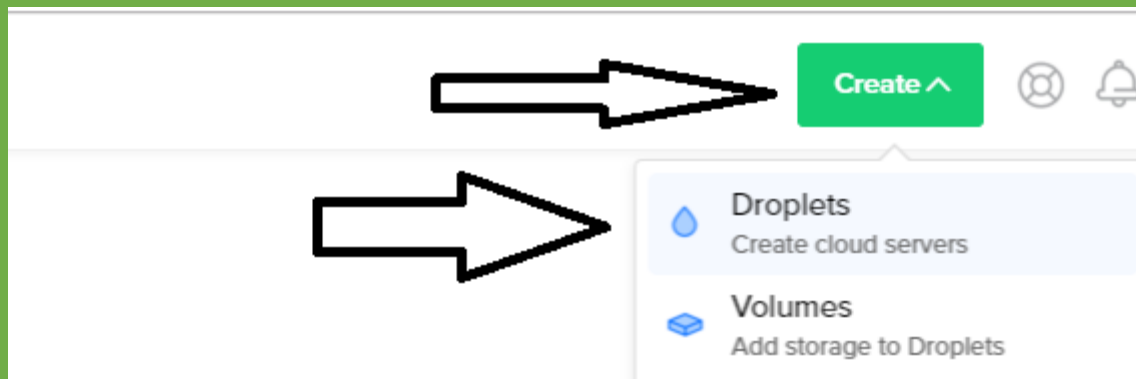 Create
Droplets
Create cloud servers
Volumes
Add storage to Droplets